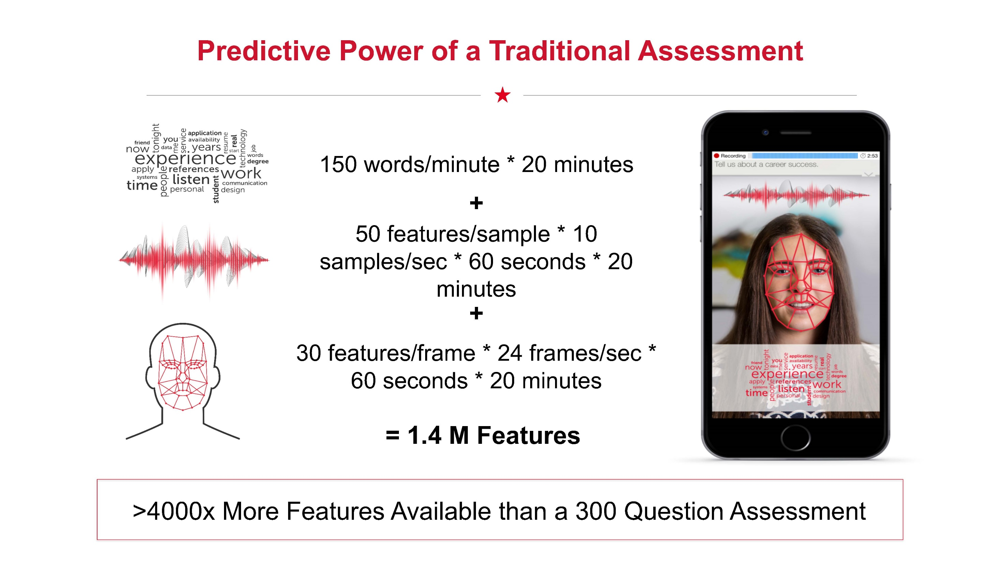 Predictive Power of a Traditional Assessment
tonight
service
application
resume
real
technology
friend
you
availability
now
data
me
years
start
job
experience
words
degree
apply
references
work
systems
people
listen
student
communication
time
personal
design
150 words/minute * 20 minutes
+
50 features/sample * 10
samples/sec * 60 seconds * 20
minutes
+
30 features/frame * 24 frames/sec *
60 seconds * 20 minutes
= 1.4 M Features
Recording 2:53
Tell us about a career success.
tonight
service
application
resume
real
technology
friend
you
availability
now
data
me
years
start
job
experience
words
degree
apply
references
work
systems
people
listen
student
communication
time
personal
design
>4000x More Features Available than a 300 Question Assessment